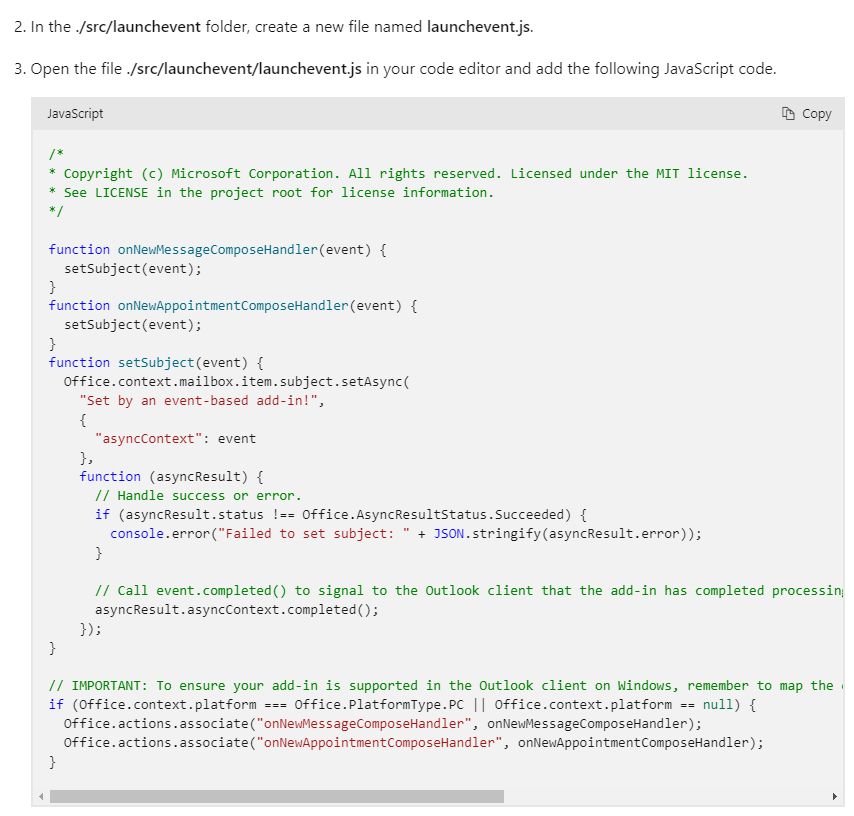 2. In the ./src/launchevent folder, create a new file named launchevent.js.
3. Open the file ./src/launchevent/launchevent.js in your code editor and add the following JavaScript code.
JavaScript
Copy
/*
* Copyright (c) Microsoft Corporation. All rights reserved. Licensed under the MIT license.
* See LICENSE in the project root for license information.
*/
function onNewMessageComposeHandler(event) {
  setSubject(event);
}
function onNewAppointmentComposeHandler(event) {
  setSubject(event);
}
function setSubject(event) {
  Office.context.mailbox.item.subject.setAsync(
    "Set by an event-based add-in!",
    {
      "asyncContext": event
    },
    function (asyncResult) {
      // Handle success or error.
      if (asyncResult.status !== Office.AsyncResultStatus.Succeeded) {
        console.error("Failed to set subject: " + JSON.stringify(asyncResult.error));
      }
      // Call event.completed() to signal to the Outlook client that the add-in has completed processin
      asyncResult.asyncContext.completed();
    });
}
// IMPORTANT: To ensure your add-in is supported in the Outlook client on Windows, remember to map the
if (Office.context.platform === Office.PlatformType.PC || Office.context.platform == null) {
  Office.actions.associate("onNewMessageComposeHandler", onNewMessageComposeHandler);
  Office.actions.associate("onNewAppointmentComposeHandler", onNewAppointmentComposeHandler);
}